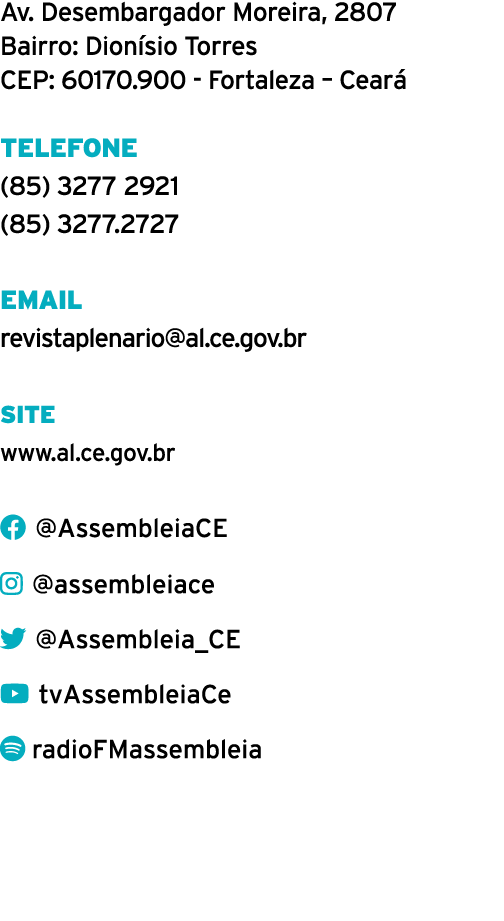 Av. Desembargador Moreira, 2807
Bairro: Dionísio Torres
CEP: 60170.900 - Fortaleza – Ceará
TELEFONE
(85) 3277 2921
(85) 3277.2727
EMAIL
revistaplenario@al.ce.gov.br
SITE
www.al.ce.gov.br
@AssembleiaCE
@assembleiace
@Assembleia_CE
tvAssembleiaCe
radioFMassembleia